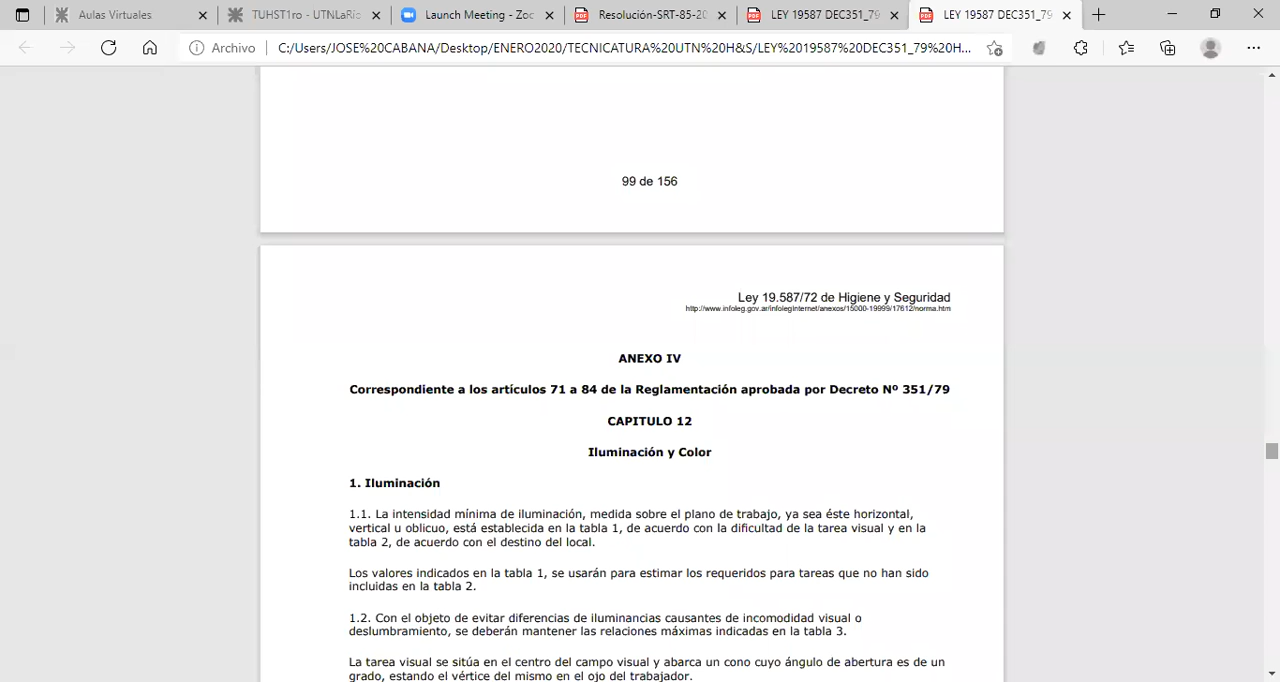 Aulas Virtuales
TUHST1ro - UTNLaRio
Launch Meeting - Zoo
Resolución-SRT-85-20
LEY 19587 DEC351_79
LEY 19587 DEC351_79
Archivo
C:/Users/JOSE%20CABANA/Desktop/ENERO2020/TECNICATURA%20UTN%20H&S/LEY%2019587%20DEC351_79%20H...
99 de 156
Ley 19.587/72 de Higiene y Seguridad
http://www.infoleg.gov.ar/infolegInternet/anexos/15000-19999/17612/norma.htm
ANEXO IV
Correspondiente a los artículos 71 a 84 de la Reglamentación aprobada por Decreto Nº 351/79
CAPITULO 12
Iluminación y Color
1. Iluminación
1.1. La intensidad mínima de iluminación, medida sobre el plano de trabajo, ya sea éste horizontal,
vertical u oblicuo, está establecida en la tabla 1, de acuerdo con la dificultad de la tarea visual y en la
tabla 2, de acuerdo con el destino del local.
Los valores indicados en la tabla 1, se usarán para estimar los requeridos para tareas que no han sido
incluidas en la tabla 2.
1.2. Con el objeto de evitar diferencias de iluminancias causantes de incomodidad visual o
deslumbramiento, se deberán mantener las relaciones máximas indicadas en la tabla 3.
La tarea visual se sitúa en el centro del campo visual y abarca un cono cuyo ángulo de abertura es de un
grado, estando el vértice del mismo en el ojo del trabajador.